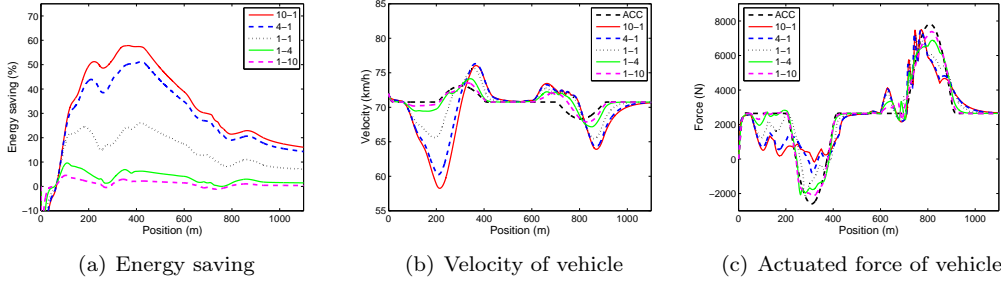 Energy saving (%)
70
60
50
40
30
20
10
0
−10
0 200 400 600 800 1000
Position (m)
10−1
4−1
1−1
1−4
1−10
(a) Energy saving
Velocity (km/h)
85
80
75
70
65
60
55
0 200 400 600 800 1000
Position (m)
ACC
10−1
4−1
1−1
1−4
1−10
(b) Velocity of vehicle
Force (N)
8000
6000
4000
2000
0
−2000
0 200 400 600 800 1000
Position (m)
ACC
10−1
4−1
1−1
1−4
1−10
(c) Actuated force of vehicle